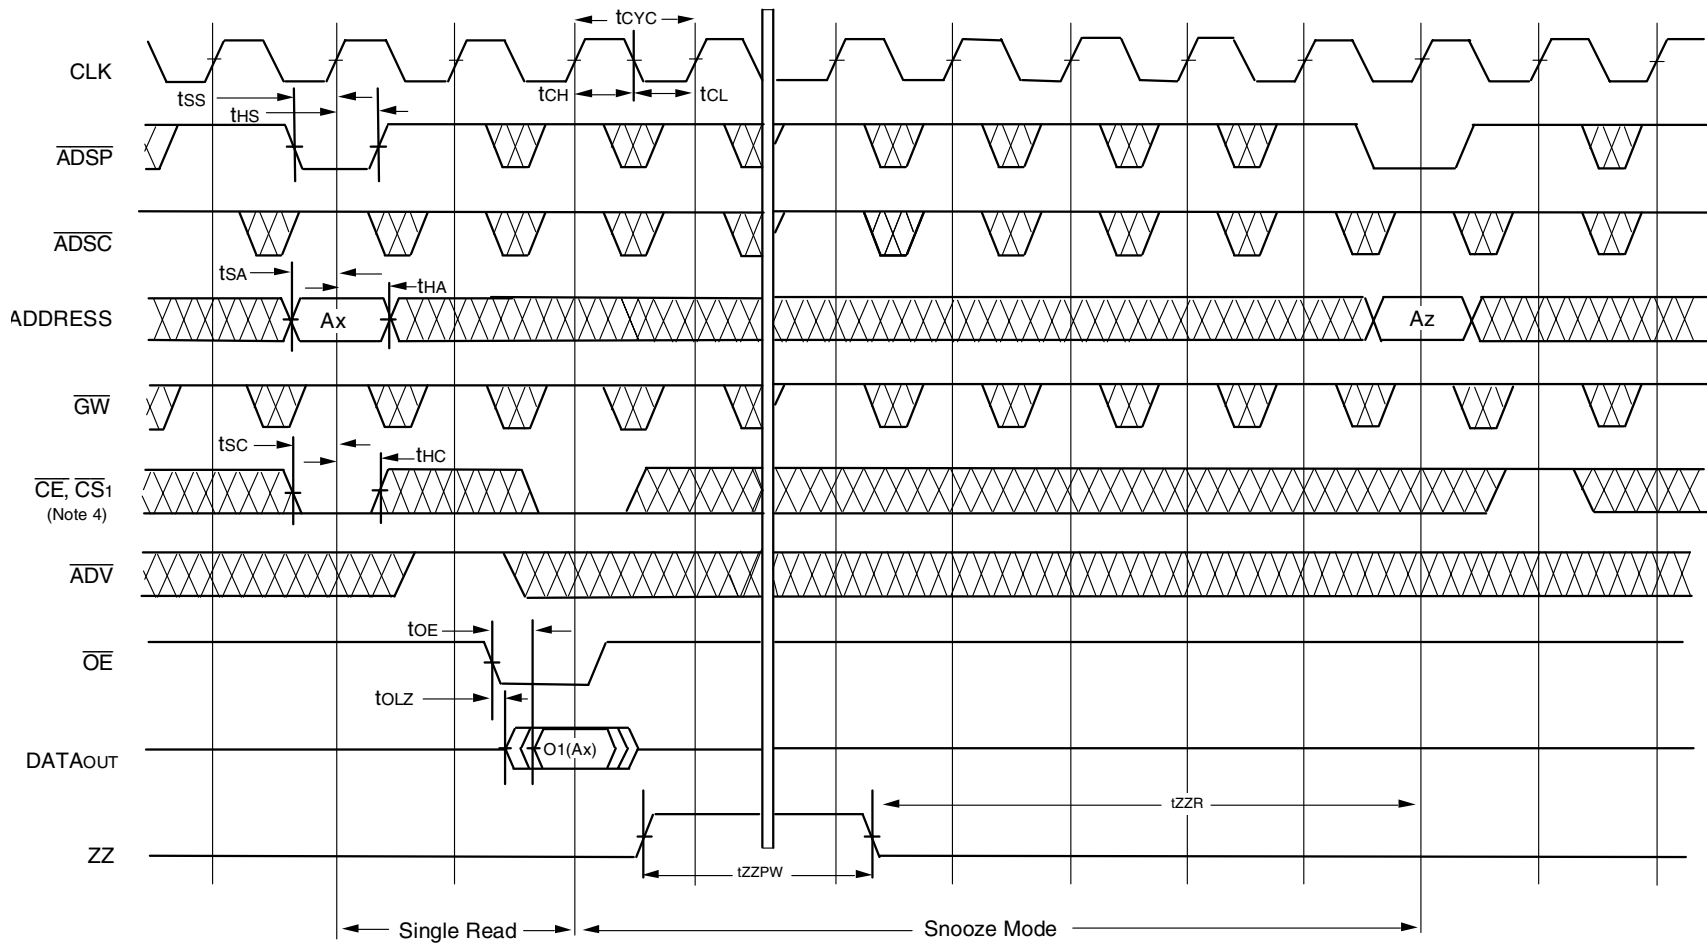 tCYC
CLK
tSS
tCH
tCL
tHS
ADSP
ADSC
tSA
tHA
ADDRESS
Ax
Az
GW
tSC
tHC
CE, CS1
(Note 4)
ADV
tOE
OE
tOLZ
O1(Ax)
DATAOUT
tZZR
ZZ
tZZPW
Single Read
Snooze Mode